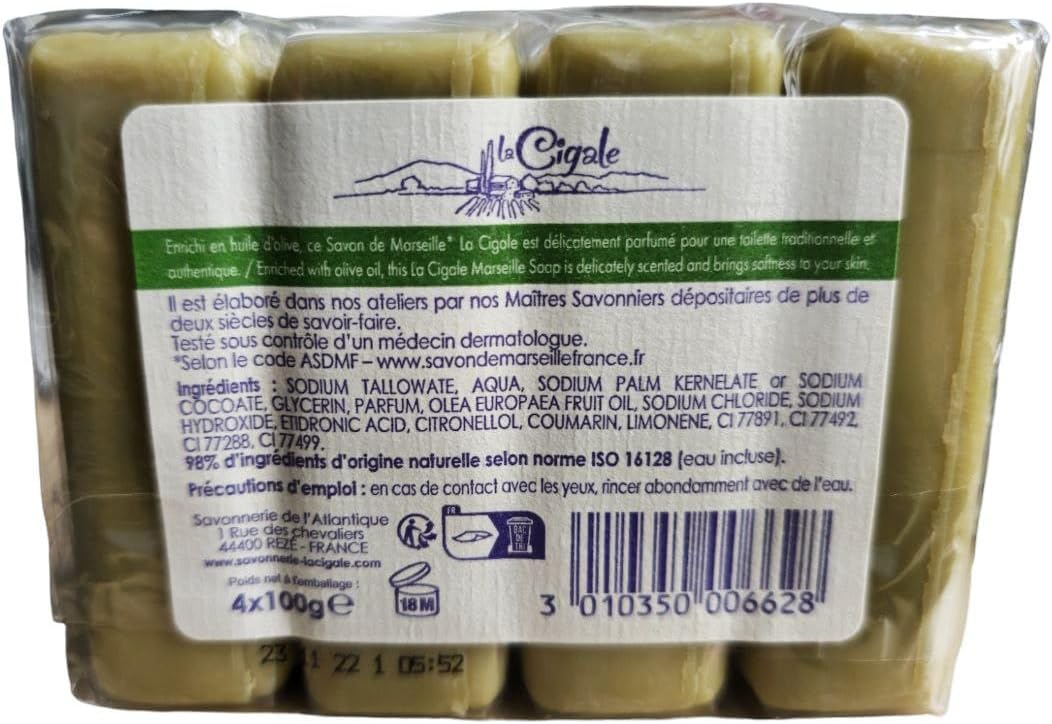 la Cigale
Enrichi en huile d'olive, ce Savon de Marseille* La Cigale est délicatement parfumé pour une toilette traditionnelle et
authentique. / Enriched with olive oil, this La Cigale Marseille Soap is delicately scented and brings softness to your skin.
Il est élaboré dans nos ateliers par nos Maîtres Savonniers dépositaires de plus de
deux siècles de savoir-faire.
Testé sous contrôle d'un médecin dermatologue.
*Selon le code ASDMF – www.savondemarseillefrance.fr
Ingrédients : SODIUM TALLOWATE, AQUA, SODIUM PALM KERNELATE or SODIUM
COCOATE, GLYCERIN, PARFUM, OLEA EUROPAEA FRUIT OIL, SODIUM CHLORIDE, SODIUM
HYDROXIDE, ETIDRONIC ACID, CITRONELLOL, COUMARIN, LIMONENE, CI 77891, CI 77492,
CI 77288, CI 77499.
98% d'ingrédients d'origine naturelle selon norme ISO 16128 (eau incluse).
Précautions d'emploi : en cas de contact avec les yeux, rincer abondamment avec de l'eau.
Savonnerie de l'Atlantique
1 Rue des chevaliers
44400 REZÉ - FRANCE
www.savonnerie-lacigale.com
FR
BAC
DE
TRI
Poids net à l'emballage :
4x100g e
18 M
3 010350 006628
23 1 22 1 05:52